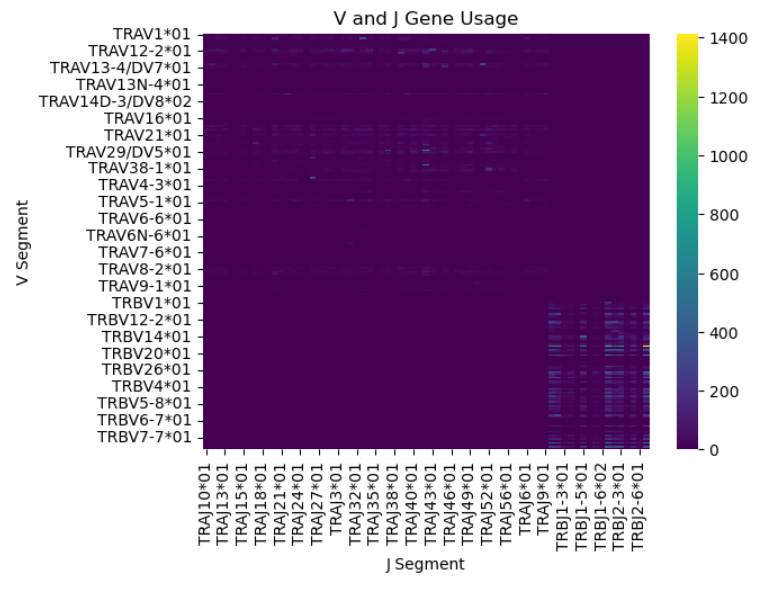 V and J Gene Usage
V Segment
TRAV1*01
TRAV12-2*01
TRAV13-4/DV7*01
TRAV13N-4*01
TRAV14D-3/DV8*02
TRAV16*01
TRAV21*01
TRAV29/DV5*01
TRAV38-1*01
TRAV4-3*01
TRAV5-1*01
TRAV6-6*01
TRAV6N-6*01
TRAV7-6*01
TRAV8-2*01
TRAV9-1*01
TRBV1*01
TRBV12-2*01
TRBV14*01
TRBV20*01
TRBV26*01
TRBV4*01
TRBV5-8*01
TRBV6-7*01
TRBV7-7*01
TRAJ10*01
TRAJ13*01
TRAJ15*01
TRAJ18*01
TRAJ21*01
TRAJ24*01
TRAJ27*01
TRAJ3*01
TRAJ32*01
TRAJ35*01
TRAJ38*01
TRAJ40*01
TRAJ43*01
TRAJ46*01
TRAJ49*01
TRAJ52*01
TRAJ56*01
TRAJ6*01
TRAJ9*01
TRBJ1-3*01
TRBJ1-5*01
TRBJ1-6*02
TRBJ2-3*01
TRBJ2-6*01
J Segment
1400
1200
1000
800
600
400
200
0